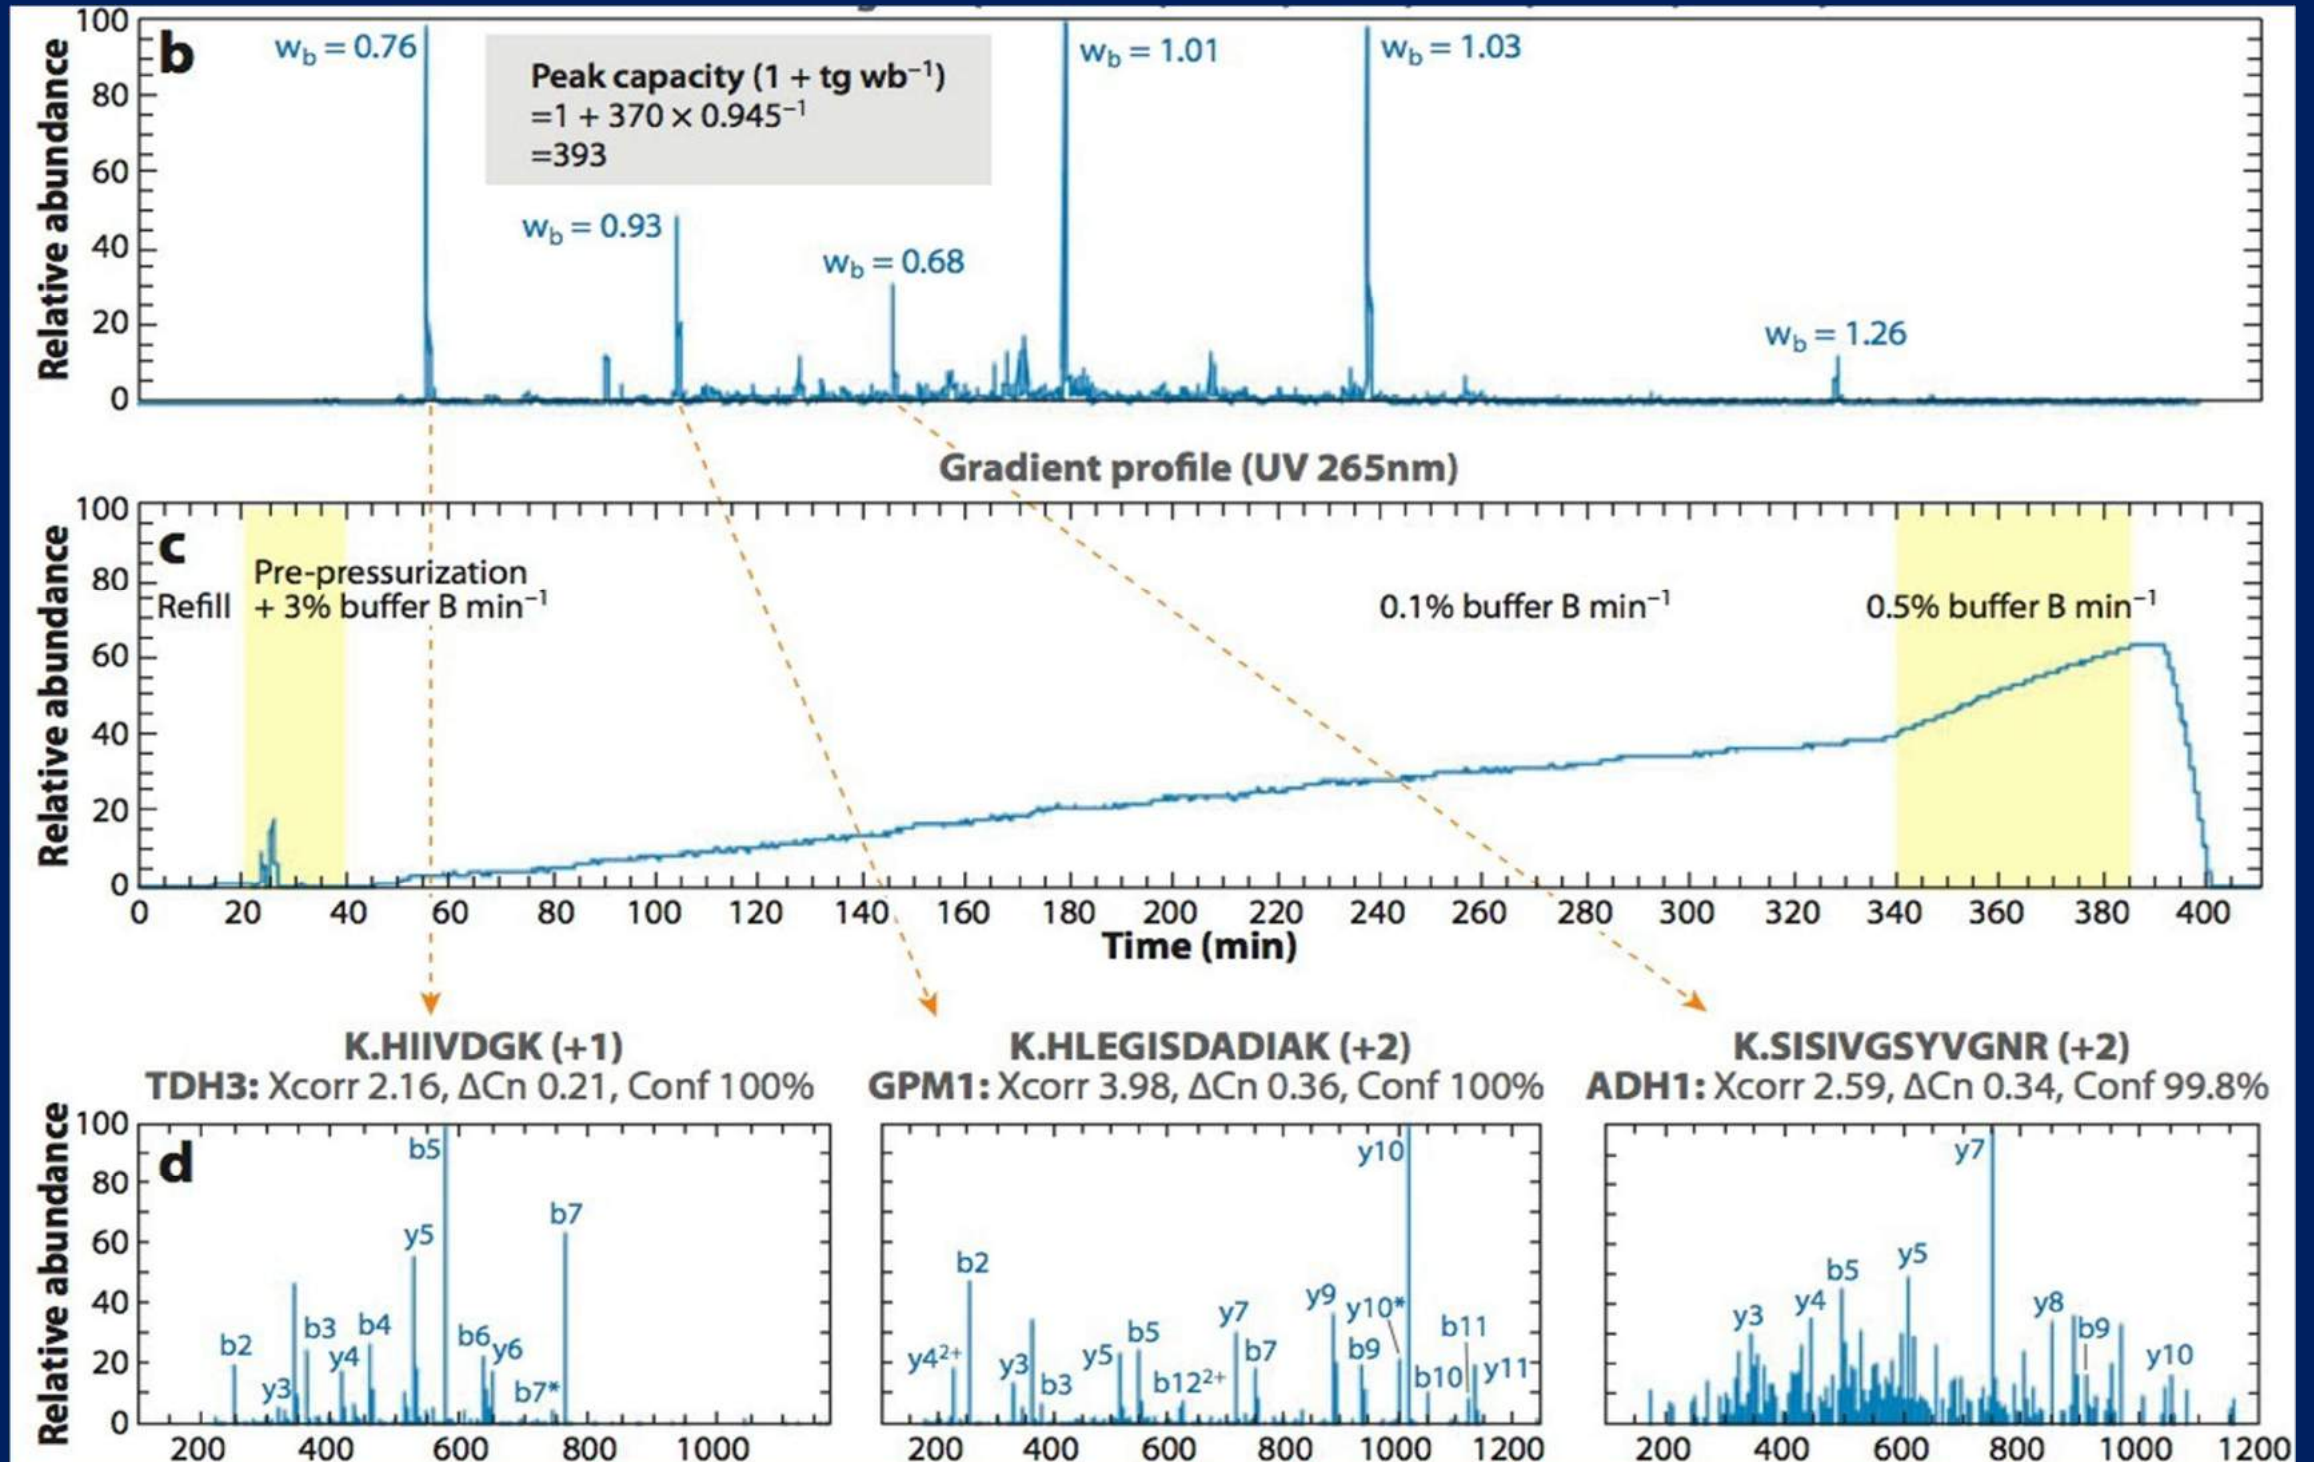 b
Relative abundance
100
80
60
40
20
0
w_b = 0.76
Peak capacity (1 + tg wb⁻¹)
=1 + 370 × 0.945⁻¹
=393
w_b = 0.93
w_b = 0.68
w_b = 1.01
w_b = 1.03
w_b = 1.26
Gradient profile (UV 265nm)
c
Relative abundance
100
80
60
40
20
0
Refill
Pre-pressurization
+ 3% buffer B min⁻¹
0.1% buffer B min⁻¹
0.5% buffer B min⁻¹
0 20 40 60 80 100 120 140 160 180 200 220 240 260 280 300 320 340 360 380 400
Time (min)
K.HIIVDGK (+1)
TDH3: Xcorr 2.16, ΔCn 0.21, Conf 100%
K.HLEGISDADIAK (+2)
GPM1: Xcorr 3.98, ΔCn 0.36, Conf 100%
K.SISIVGSYVGNR (+2)
ADH1: Xcorr 2.59, ΔCn 0.34, Conf 99.8%
d
Relative abundance
100
80
60
40
20
0
b2
y3
b3
y4
b4
y5
b5
b6
y6
b7*
b7
200 400 600 800 1000
y4²⁺
b2
y3
b3
y5
b5
b12²⁺
y7
b7
y9
b9
y10*
y10
b10
b11
y11
200 400 600 800 1000 1200
y3
y4
b5
y5
y7
y8
b9
y10
200 400 600 800 1000 1200